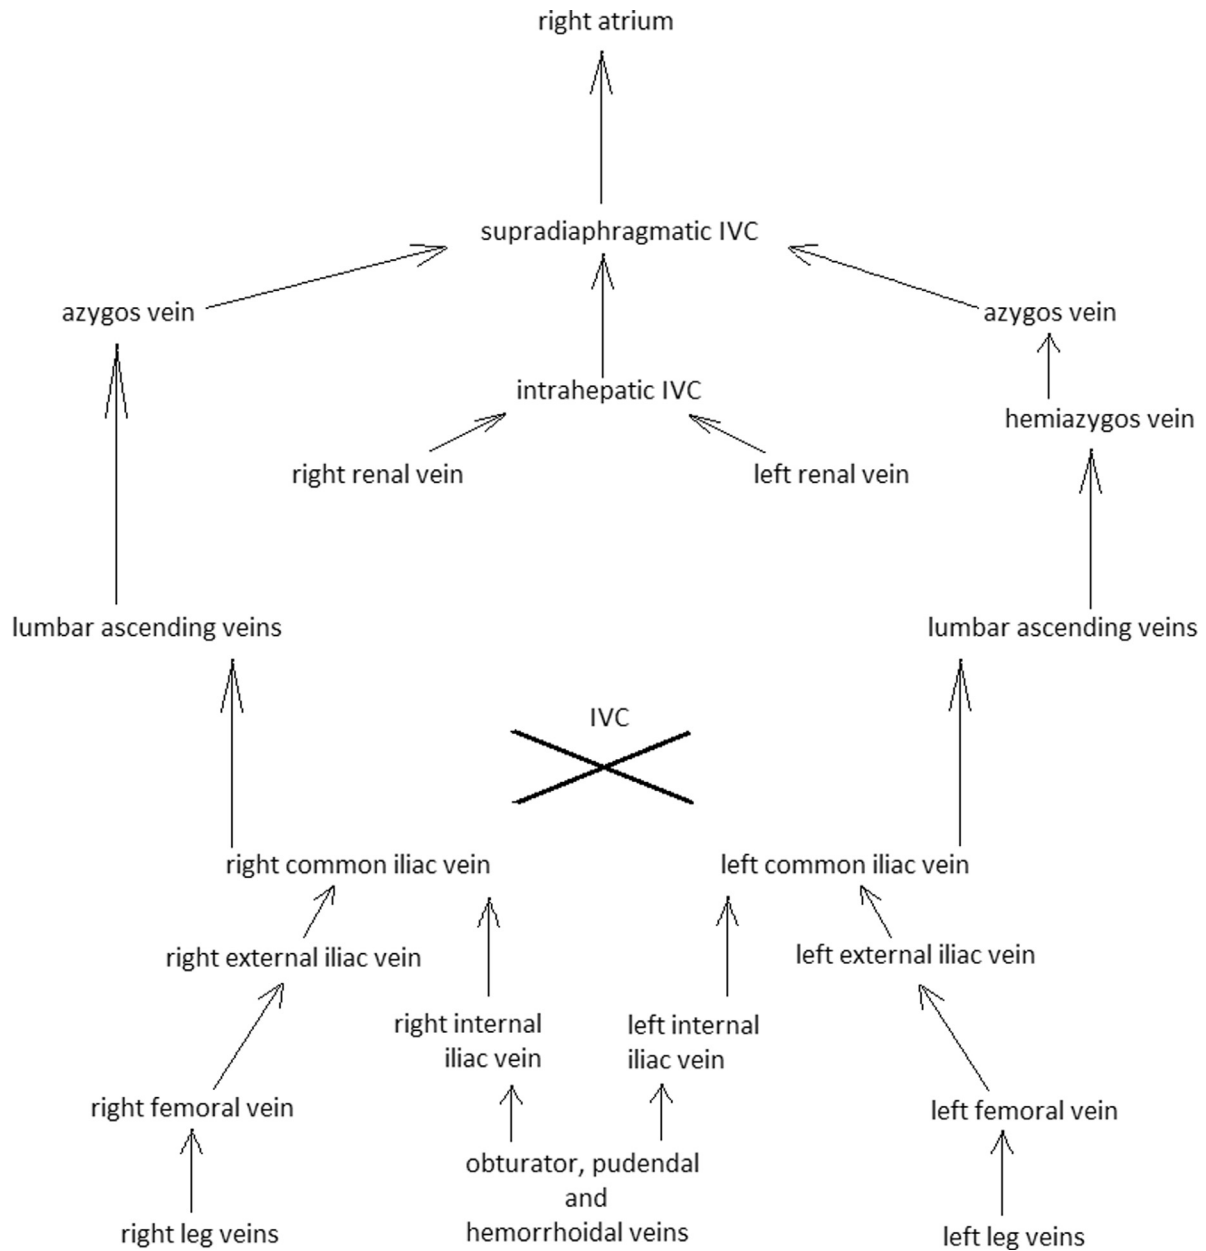 right atrium
supradiaphragmatic IVC
azygos vein
azygos vein
intrahepatic IVC
hemiazygos vein
right renal vein
left renal vein
lumbar ascending veins
lumbar ascending veins
IVC
right common iliac vein
left common iliac vein
right external iliac vein
left external iliac vein
right internal
iliac vein
left internal
iliac vein
right femoral vein
left femoral vein
obturator, pudendal
and
hemorrhoidal veins
right leg veins
left leg veins